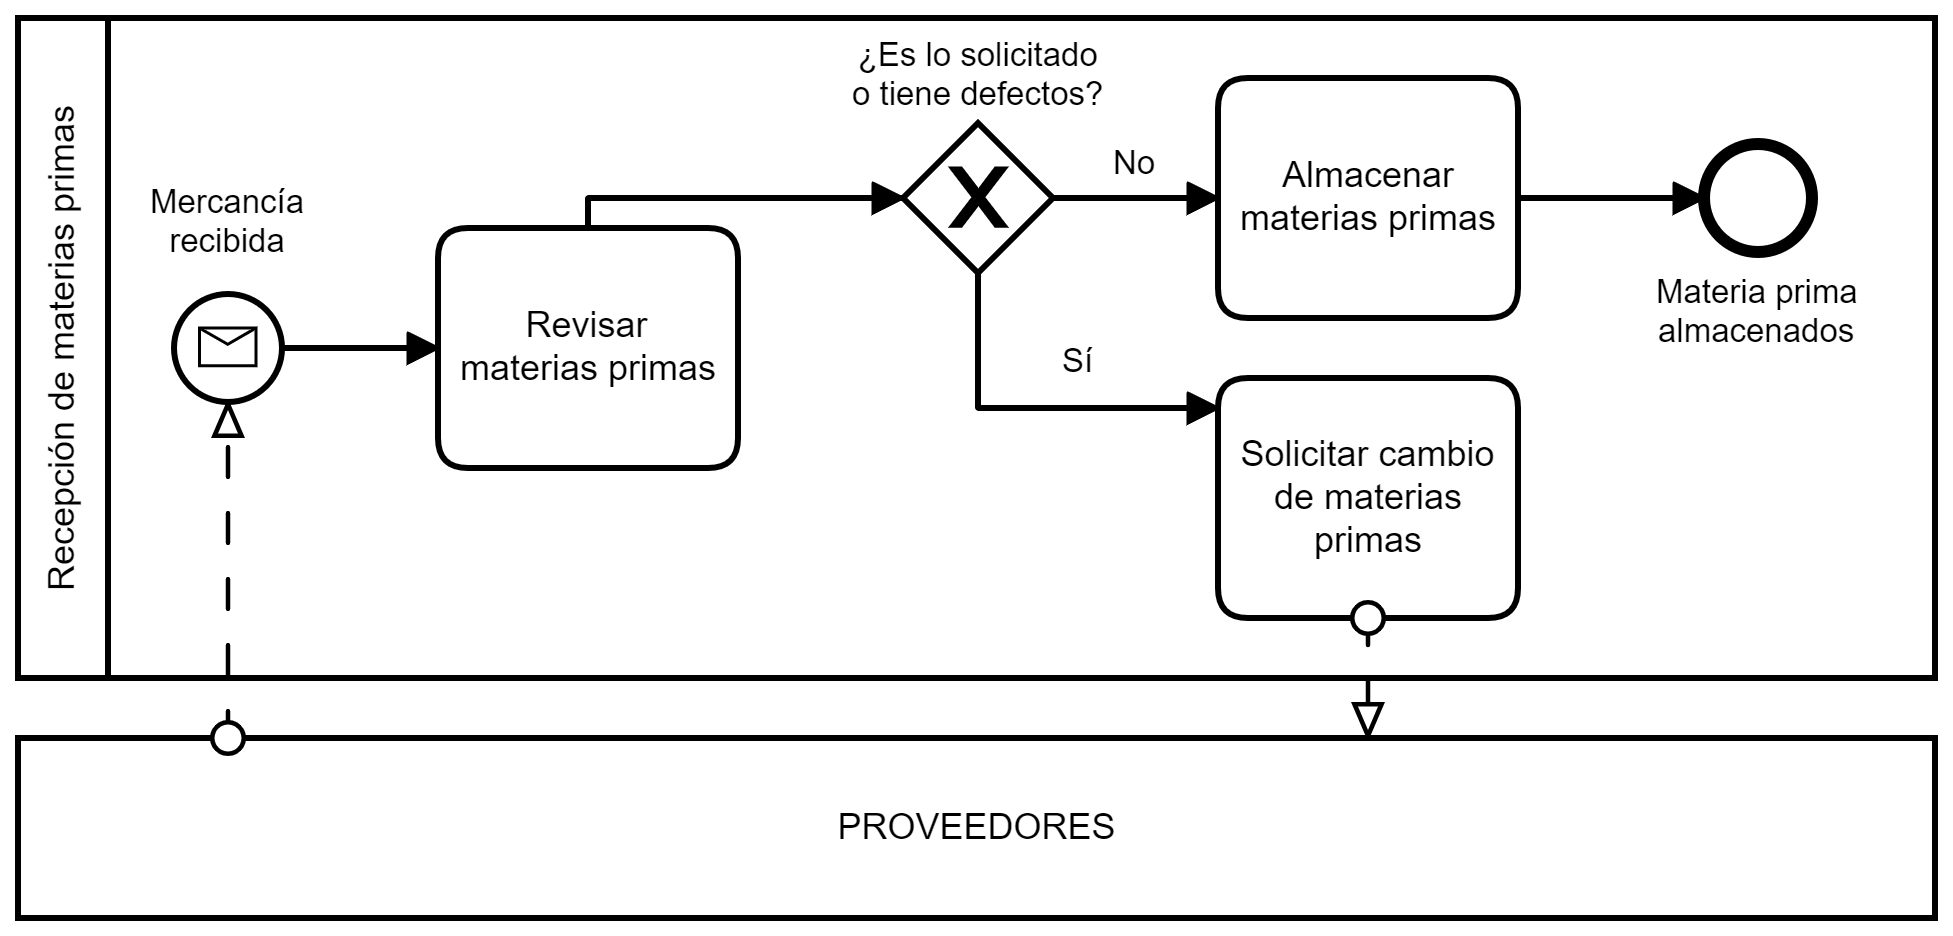 Recepción de materias primas
Mercancía
recibida
Revisar
materias primas
¿Es lo solicitado
o tiene defectos?
No
Almacenar
materias primas
Materia prima
almacenados
Sí
Solicitar cambio
de materias
primas
PROVEEDORES